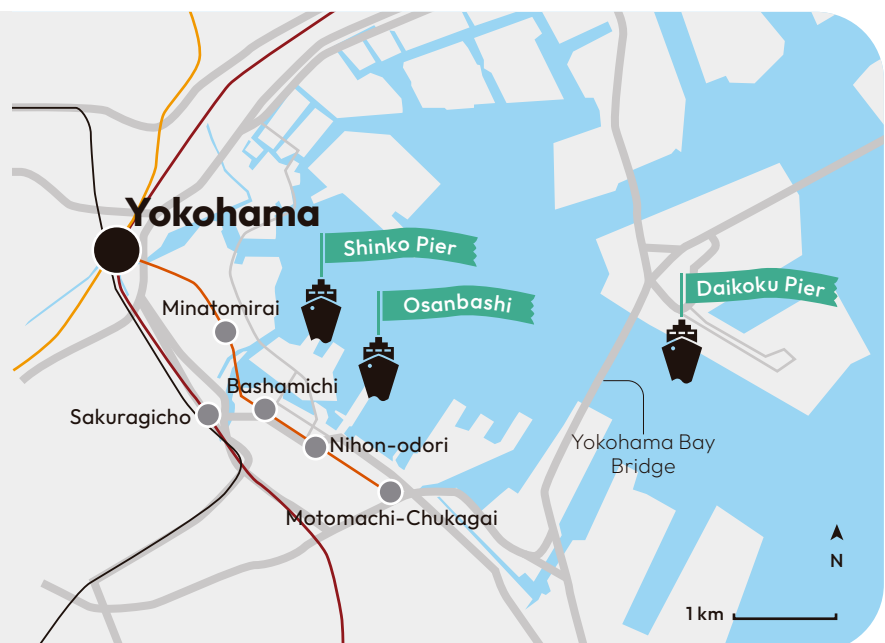 Yokohama
Shinko Pier
Osanbashi
Daikoku Pier
Minatomirai
Bashamichi
Sakuragicho
Nihon-odori
Yokohama Bay
Bridge
Motomachi-Chukagai
N
1 km